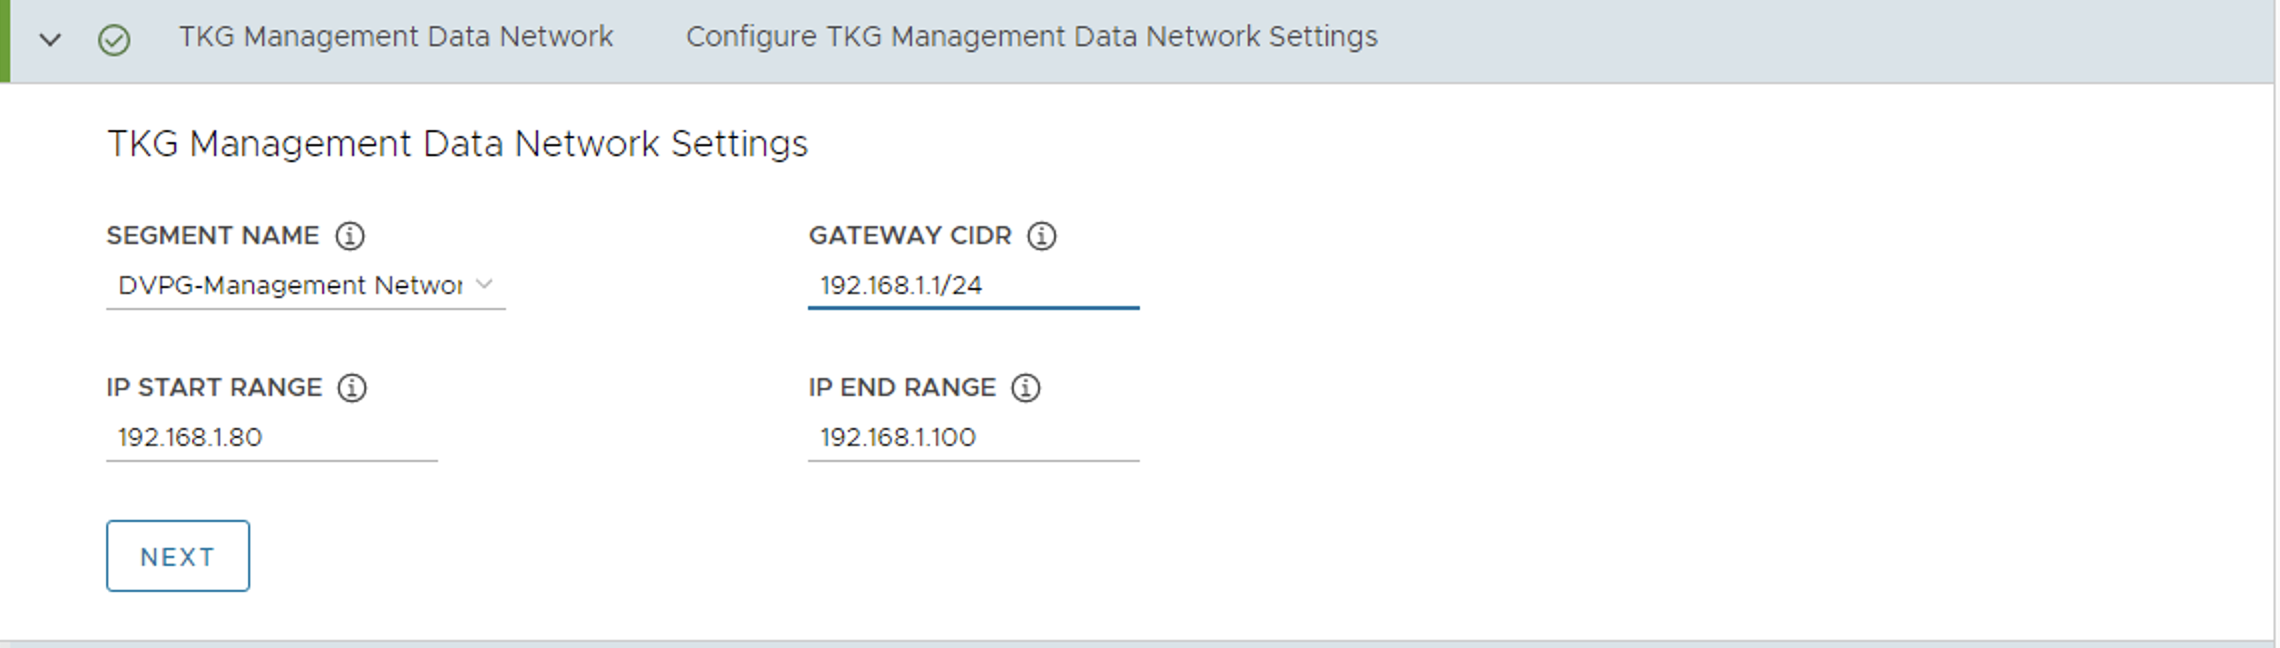 TKG Management Data Network Configure TKG Management Data Network Settings
TKG Management Data Network Settings
SEGMENT NAME GATEWAY CIDR
DVPG-Management Networ 192.168.1.1/24
IP START RANGE IP END RANGE
192.168.1.80 192.168.1.100
NEXT